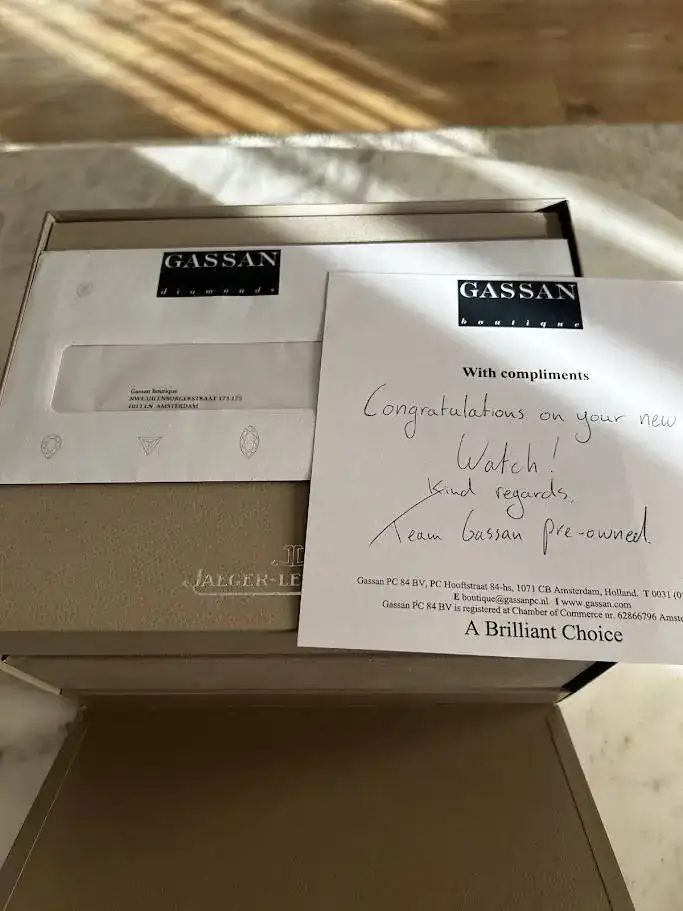 GASSAN
diamonds
Gassan Boutique
NWE.UILENBURGERSTRAAT 173-175
1011 LN AMSTERDAM
JAEGER-LE
GASSAN
boutique
With compliments
Congratulations on your new
Watch!
Kind regards,
Team Gassan pre-owned.
Gassan PC 84 BV, PC Hooftstraat 84-hs, 1071 CB Amsterdam, Holland. T 0031 (0
E boutique@gassanpc.nl I www.gassan.com
Gassan PC 84 BV is registered at Chamber of Commerce nr. 62866796 Amste
A Brilliant Choice